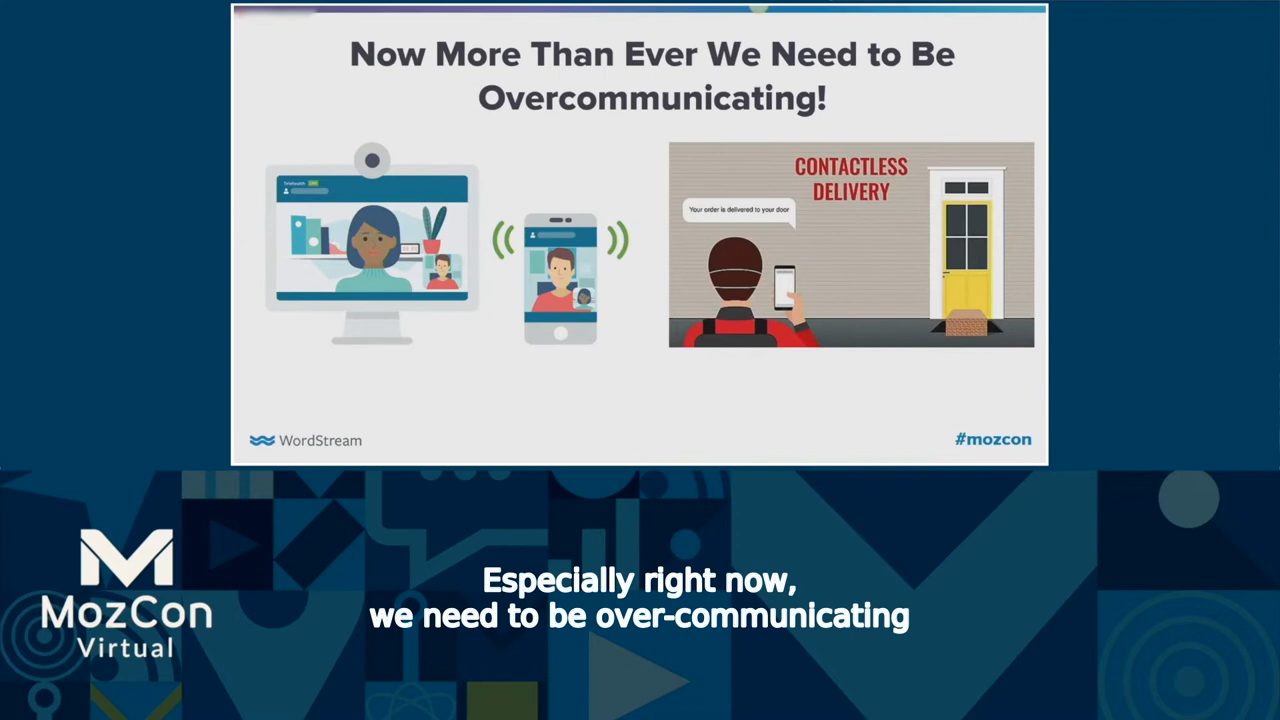 Now More Than Ever We Need to Be
Overcommunicating!
CONTACTLESS
DELIVERY
Your order is delivered to your door
WordStream
#mozcon
MozCon
Virtual
Especially right now,
we need to be over-communicating